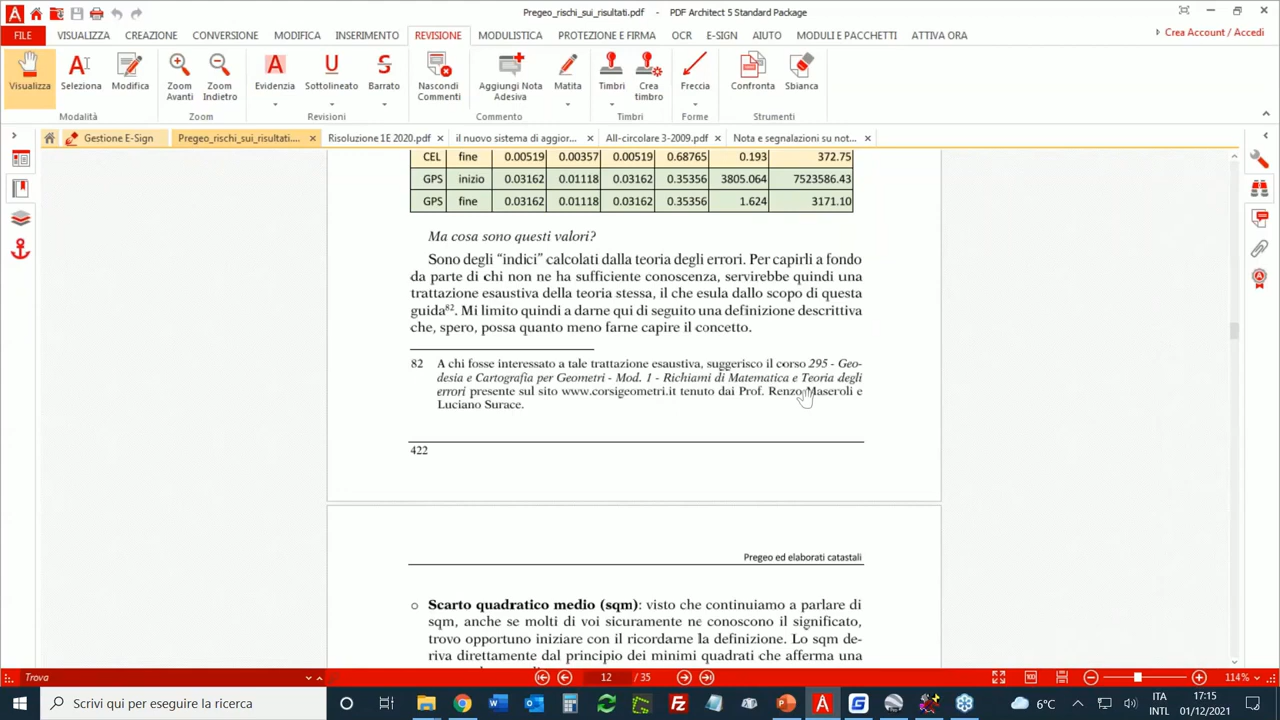 Pregeo_rischi_sui_risultati.pdf - PDF Architect 5 Standard Package
FILE VISUALIZZA CREAZIONE CONVERSIONE MODIFICA INSERIMENTO REVISIONE MODULISTICA PROTEZIONE E FIRMA OCR E-SIGN AIUTO MODULI E PACCHETTI ATTIVA ORA Crea Account / Accedi
Visualizza Seleziona Modifica Zoom Avanti Zoom Indietro Evidenzia Sottolineato Barrato Nascondi Commenti Aggiungi Nota Adesiva Matita Timbri Crea timbro Freccia Confronta Sbianca
Modalità Zoom Revisioni Commento Timbri Forme Strumenti
Gestione E-Sign Pregeo_rischi_sui_risultati.... Risoluzione 1E 2020.pdf il nuovo sistema di aggior... All-circolare 3-2009.pdf Nota e segnalazioni su not...
CEL fine 0.00519 0.00357 0.00519 0.68765 0.193 372.75
GPS inizio 0.03162 0.01118 0.03162 0.35356 3805.064 7523586.43
GPS fine 0.03162 0.01118 0.03162 0.35356 1.624 3171.10
Ma cosa sono questi valori?
Sono degli “indici” calcolati dalla teoria degli errori. Per capirli a fondo
da parte di chi non ne ha sufficiente conoscenza, servirebbe quindi una
trattazione esaustiva della teoria stessa, il che esula dallo scopo di questa
guida82. Mi limito quindi a darne qui di seguito una definizione descrittiva
che, spero, possa quanto meno farne capire il concetto.
82 A chi fosse interessato a tale trattazione esaustiva, suggerisco il corso 295 - Geo-
desia e Cartografia per Geometri - Mod. 1 - Richiami di Matematica e Teoria degli
errori presente sul sito www.corsigeometri.it tenuto dai Prof. Renzo Maseroli e
Luciano Surace.
422
Pregeo ed elaborati catastali
Scarto quadratico medio (sqm): visto che continuiamo a parlare di
sqm, anche se molti di voi sicuramente ne conoscono il significato,
trovo opportuno iniziare con il ricordarne la definizione. Lo sqm de-
riva direttamente dal principio dei minimi quadrati che afferma una
Trova 12 / 35 114%
Scrivi qui per eseguire la ricerca 6°C ITA 17:15
INTL 01/12/2021